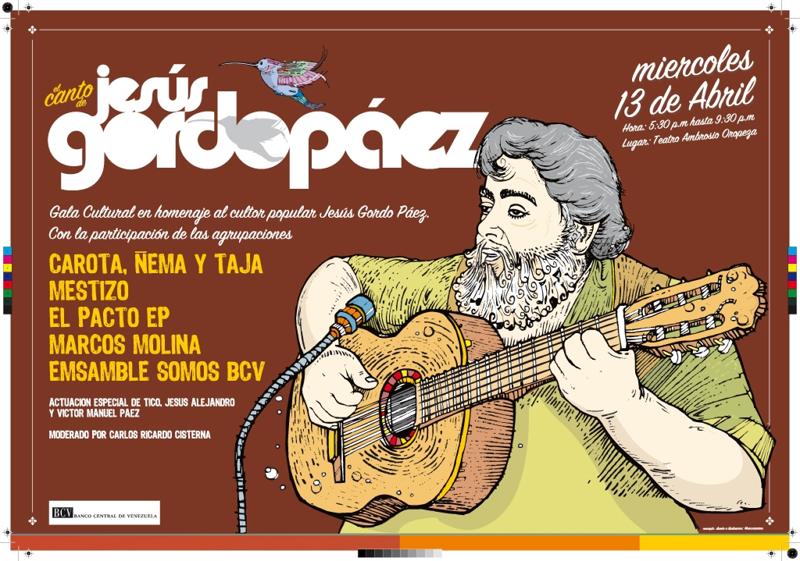 el canto de
jesús
gordopáez
miercoles
13 de Abril
Hora: 5:30 p.m hasta 9:30 p.m
Lugar: Teatro Ambrosio Oropeza
Gala Cultural en homenaje al cultor popular Jesús Gordo Páez.
Con la participación de las agrupaciones
CAROTA, ÑEMA Y TAJA
MESTIZO
EL PACTO EP
MARCOS MOLINA
EMSAMBLE SOMOS BCV
ACTUACION ESPECIAL DE TICO, JESUS ALEJANDRO
Y VICTOR MANUEL PAEZ
MODERADO POR CARLOS RICARDO CISTERNA
BCV BANCO CENTRAL DE VENEZUELA